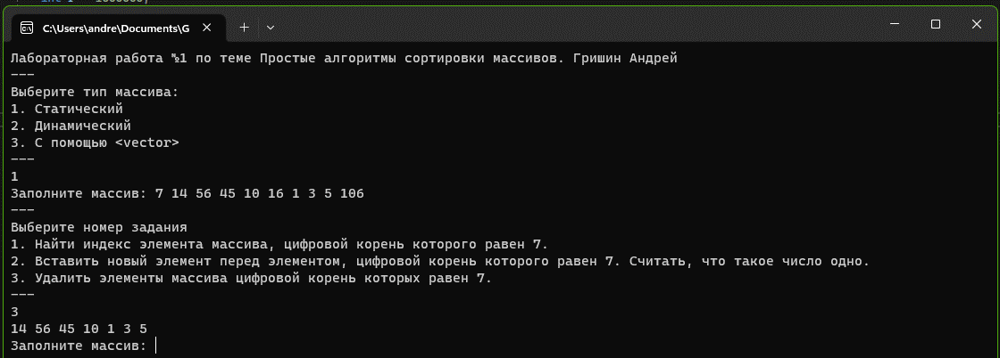 C:\Users\andre\Documents\G
Лабораторная работа №1 по теме Простые алгоритмы сортировки массивов. Гришин Андрей
---
Выберите тип массива:
1. Статический
2. Динамический
3. С помощью <vector>
---
1
Заполните массив: 7 14 56 45 10 16 1 3 5 106
---
Выберите номер задания
1. Найти индекс элемента массива, цифровой корень которого равен 7.
2. Вставить новый элемент перед элементом, цифровой корень которого равен 7. Считать, что такое число одно.
3. Удалить элементы массива цифровой корень которых равен 7.
---
3
14 56 45 10 1 3 5
Заполните массив: